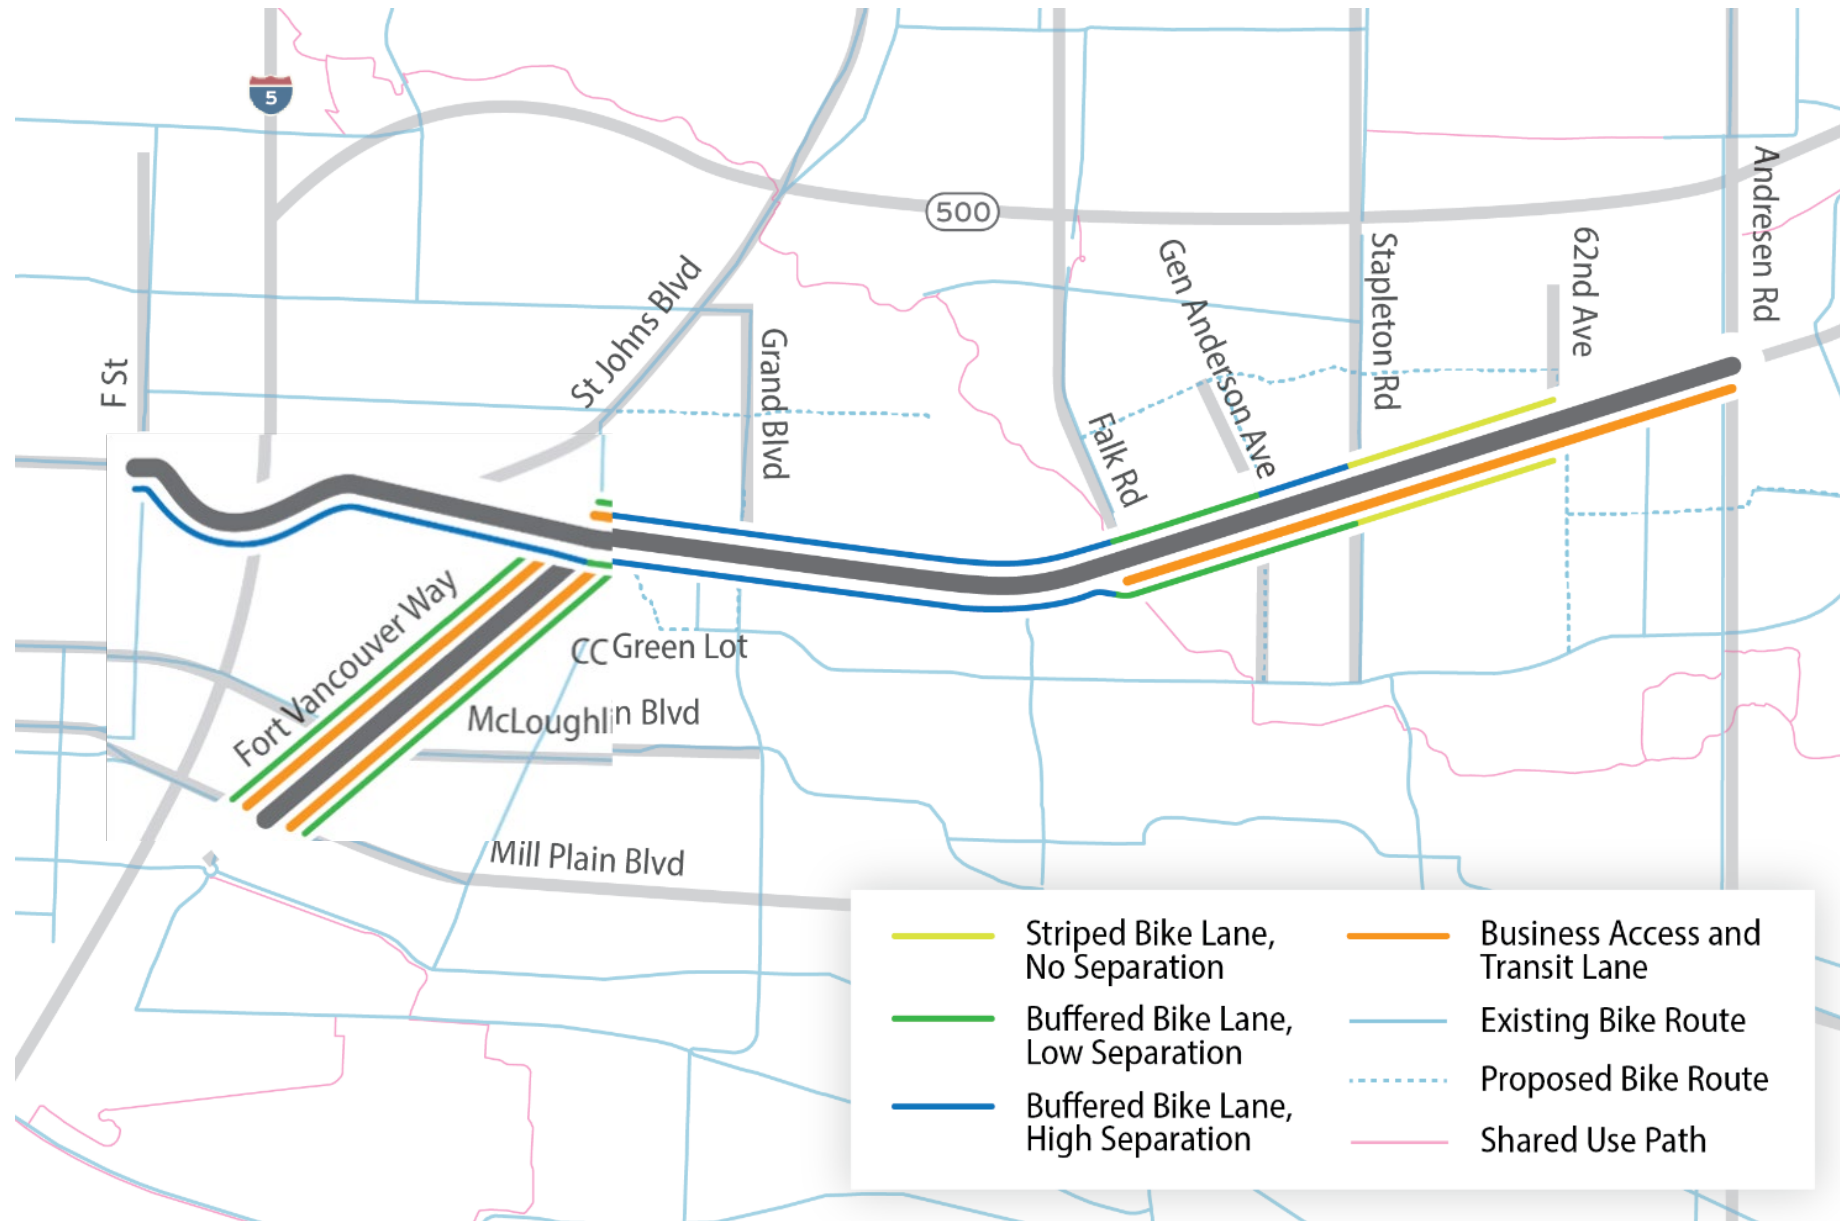 5
500
F St
St Johns Blvd
Grand Blvd
Gen Anderson Ave
Falk Rd
Stapleton Rd
62nd Ave
Andresen Rd
Fort Vancouver Way
CC Green Lot
McLoughlin Blvd
Mill Plain Blvd
Striped Bike Lane,
No Separation
Buffered Bike Lane,
Low Separation
Buffered Bike Lane,
High Separation
Business Access and
Transit Lane
Existing Bike Route
Proposed Bike Route
Shared Use Path